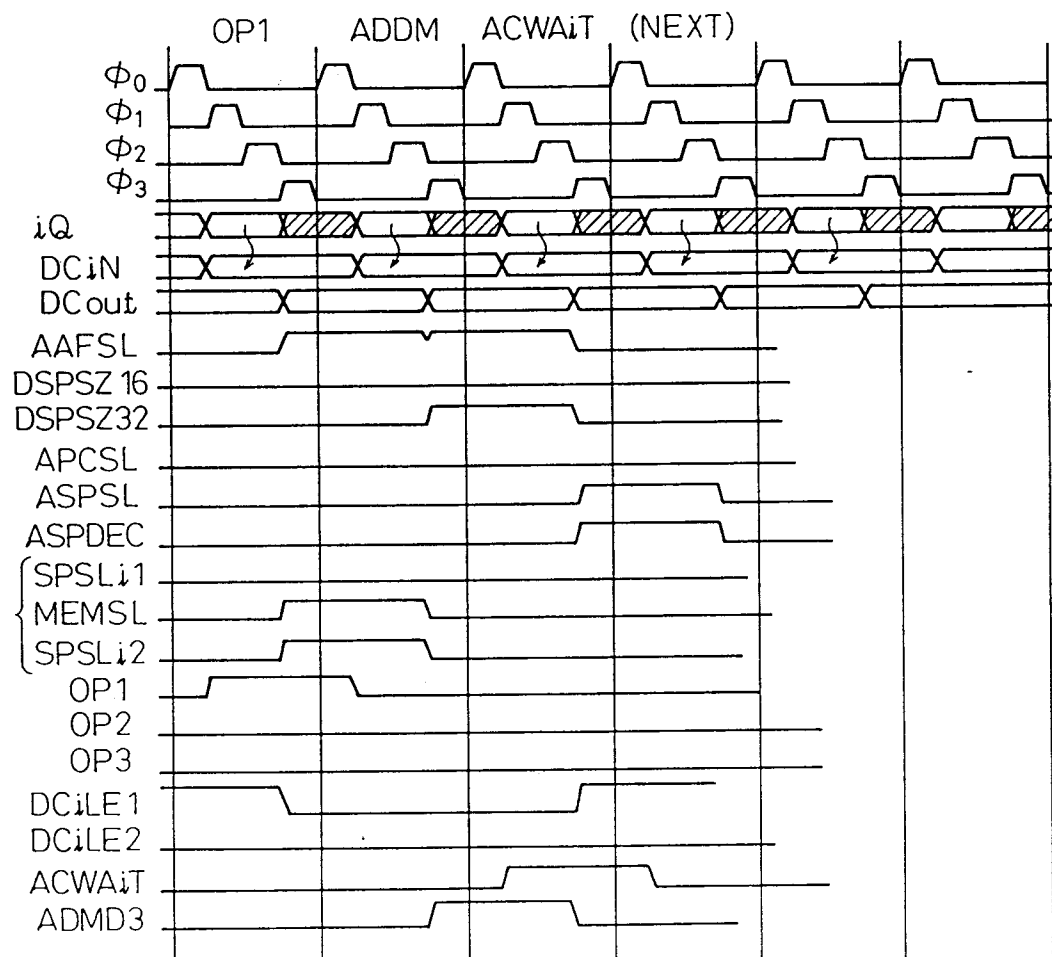 OP1 ADDM ACWAiT (NEXT)
Φ0
Φ1
Φ2
Φ3
iQ
DCiN
DCout
AAFSL
DSPSZ 16
DSPSZ32
APCSL
ASPSL
ASPDEC
SPSLi1
MEMSL
SPSLi2
OP1
OP2
OP3
DCiLE1
DCiLE2
ACWAiT
ADMD3